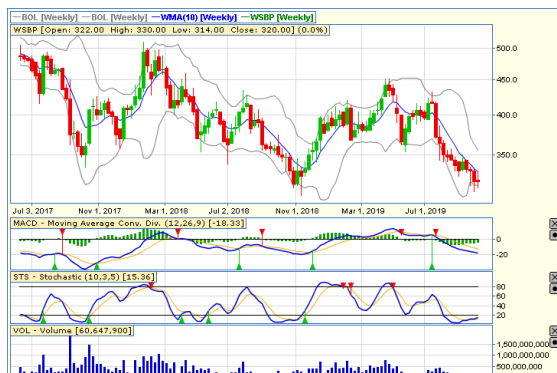 BOL [Weekly] BOL [Weekly] WMA(10) [Weekly] WSBP [Weekly]
WSBP [Open: 322.00 High: 330.00 Low: 314.00 Close: 320.00] (0.0%)
500.0
450.0
400.0
350.0
Jul 3, 2017 Nov 1, 2017 Mar 1, 2018 Jul 2, 2018 Nov 1, 2018 Mar 1, 2019 Jul 1, 2019
MACD - Moving Average Conv. Div. (12,26,9) [-18.33]
0
-20
STS - Stochastic (10,3,5) [15.36]
80
60
40
20
VOL - Volume [60,647,900]
1,500,000,000
1,000,000,000
500,000,000